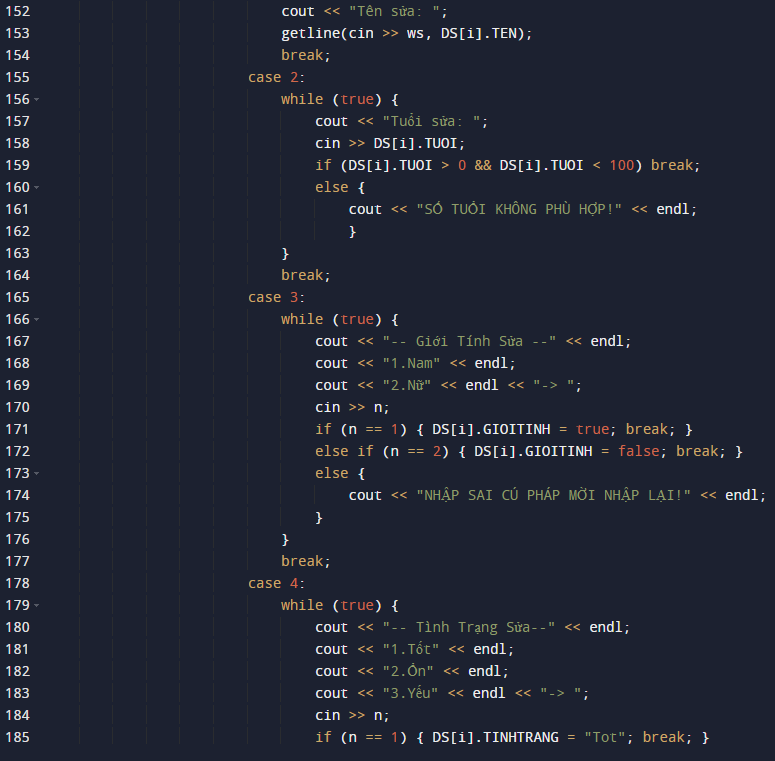 152 cout << "Tên sửa: ";
153 getline(cin >> ws, DS[i].TEN);
154 break;
155 case 2:
156 while (true) {
157 cout << "Tuổi sửa: ";
158 cin >> DS[i].TUOI;
159 if (DS[i].TUOI > 0 && DS[i].TUOI < 100) break;
160 else {
161 cout << "SỐ TUỔI KHÔNG PHÙ HỢP!" << endl;
162 }
163 }
164 break;
165 case 3:
166 while (true) {
167 cout << "-- Giới Tính Sửa --" << endl;
168 cout << "1.Nam" << endl;
169 cout << "2.Nữ" << endl << "-> ";
170 cin >> n;
171 if (n == 1) { DS[i].GIOITINH = true; break; }
172 else if (n == 2) { DS[i].GIOITINH = false; break; }
173 else {
174 cout << "NHẬP SAI CÚ PHÁP MỜI NHẬP LẠI!" << endl;
175 }
176 }
177 break;
178 case 4:
179 while (true) {
180 cout << "-- Tình Trạng Sửa--" << endl;
181 cout << "1.Tốt" << endl;
182 cout << "2.Ổn" << endl;
183 cout << "3.Yếu" << endl << "-> ";
184 cin >> n;
185 if (n == 1) { DS[i].TINHTRANG = "Tot"; break; }